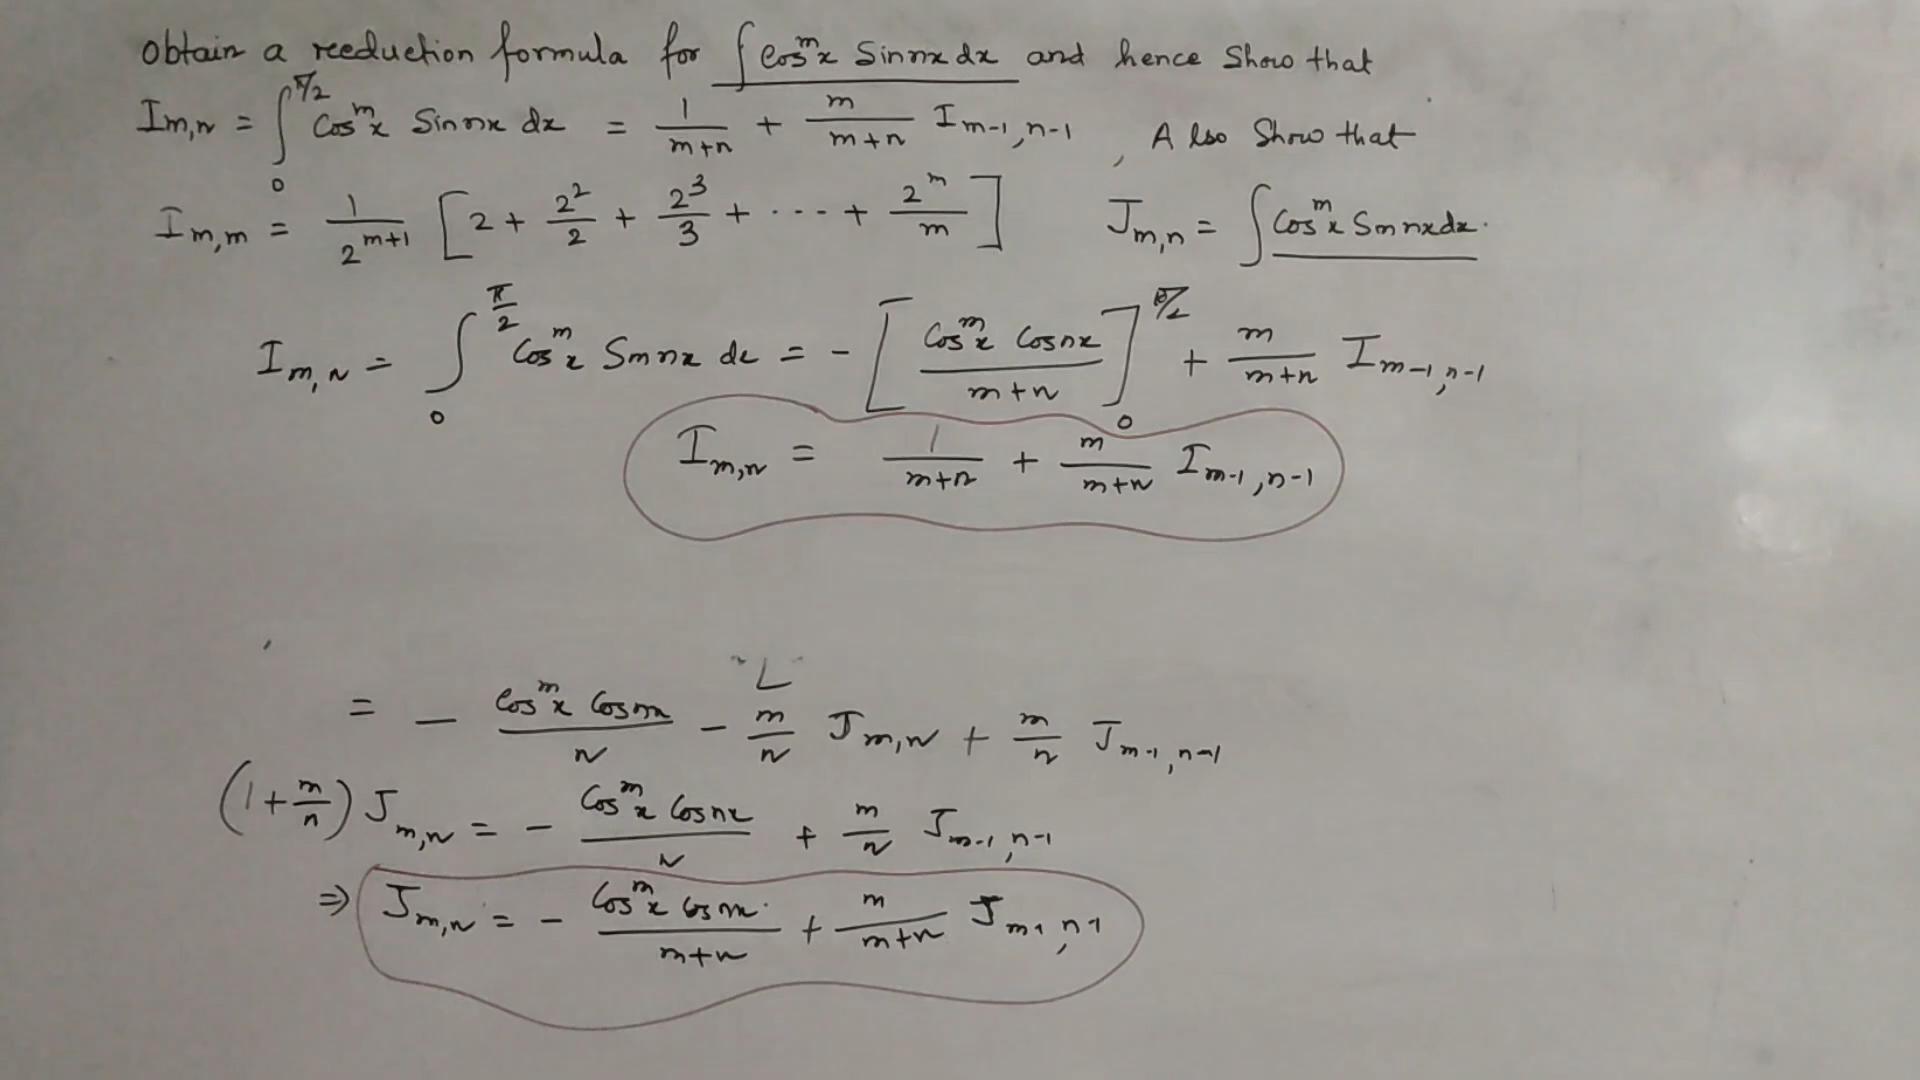 Obtain a reeduction formula for ∫ Cos^m x Sin nx dx and hence Show that
I_{m,n} = ∫_0^{π/2} Cos^m x Sin nx dx = 1/(m+n) + m/(m+n) I_{m-1,n-1} , Also Show that
I_{m,m} = 1/2^{m+1} [2 + 2^2/2 + 2^3/3 + ---- + 2^m/m] J_{m,n} = ∫ Cos^m x Sin nx dx.
I_{m,n} = ∫_0^{π/2} Cos^m x Sin nx dx = - [Cos^m x Cos nx/(m+n)]_0^{π/2} + m/(m+n) I_{m-1,n-1}
I_{m,n} = 1/(m+n) + m/(m+n) I_{m-1,n-1}
= - Cos^m x Cos nx/n - m/n J_{m,n} + m/n J_{m-1,n-1}
(1 + m/n) J_{m,n} = - Cos^m x Cos nx/n + m/n J_{m-1,n-1}
⇒ J_{m,n} = - Cos^m x Cos nx/(m+n) + m/(m+n) J_{m-1,n-1}